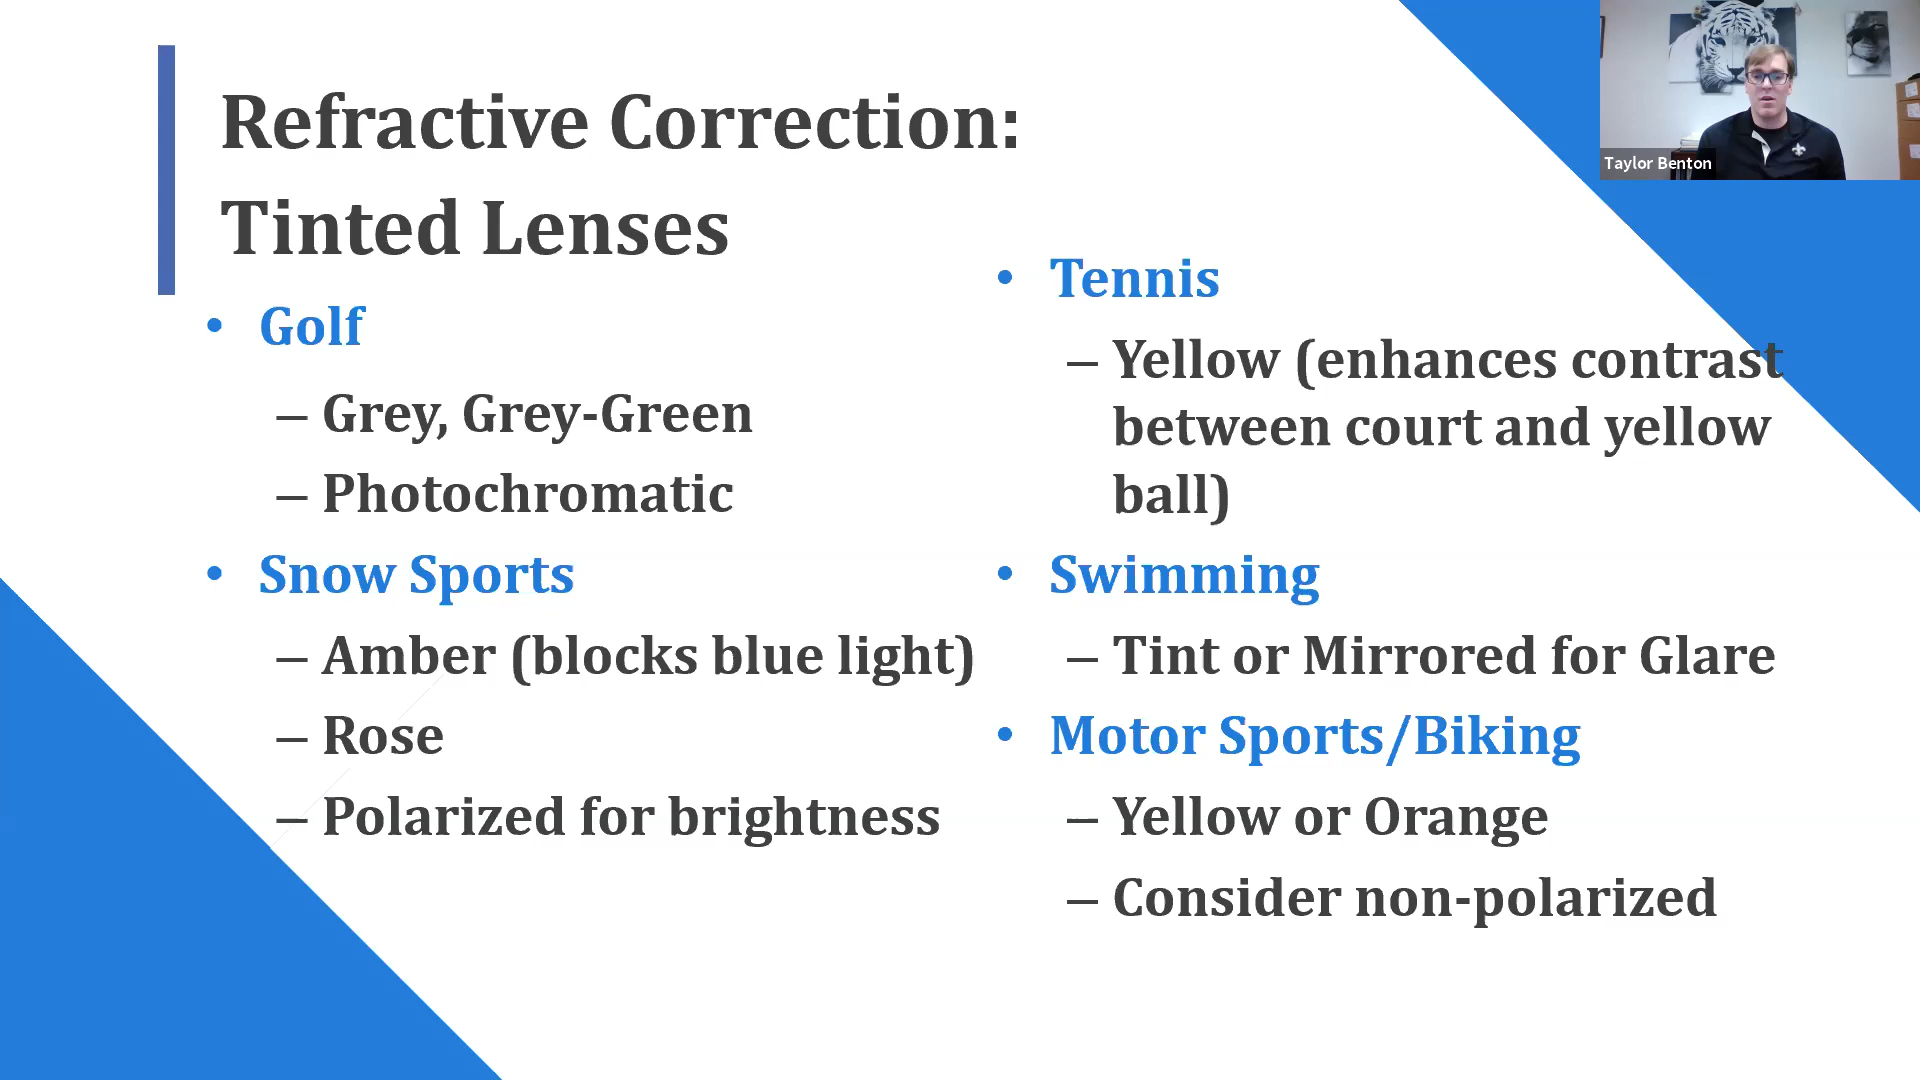 Refractive Correction:
Tinted Lenses
• Golf
– Grey, Grey-Green
– Photochromatic
• Snow Sports
– Amber (blocks blue light)
– Rose
– Polarized for brightness
• Tennis
– Yellow (enhances contrast
between court and yellow
ball)
• Swimming
– Tint or Mirrored for Glare
• Motor Sports/Biking
– Yellow or Orange
– Consider non-polarized
Taylor Benton